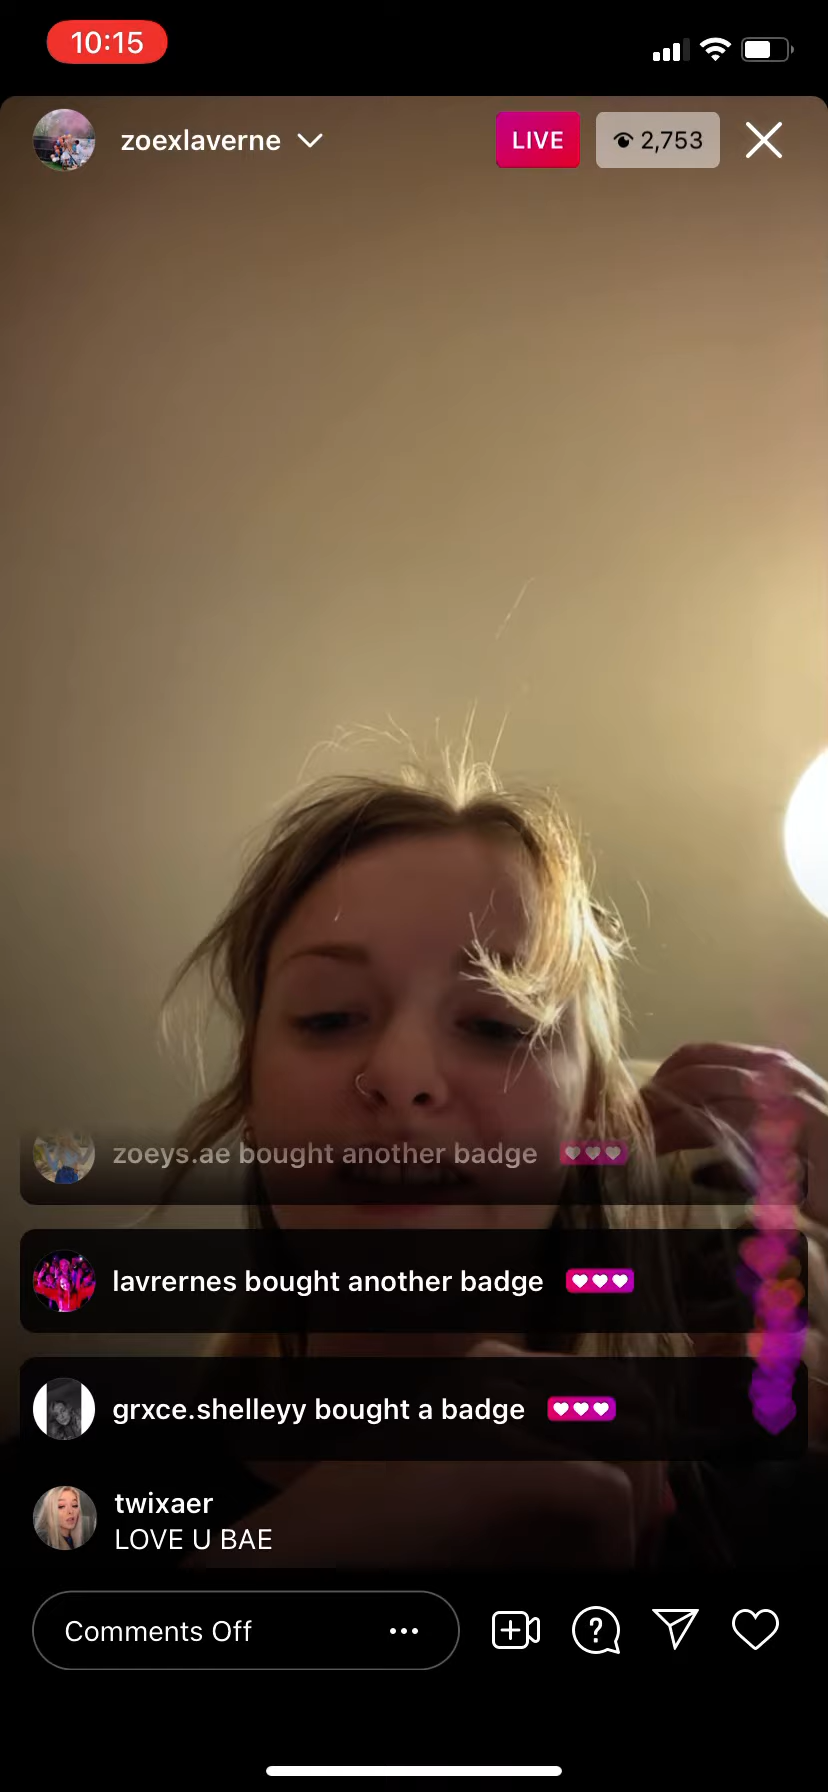 10:15
zoexlaverne
LIVE
2,753
zoeys.ae bought another badge
lavrernes bought another badge
grxce.shelleyy bought a badge
twixaer
LOVE U BAE
Comments Off